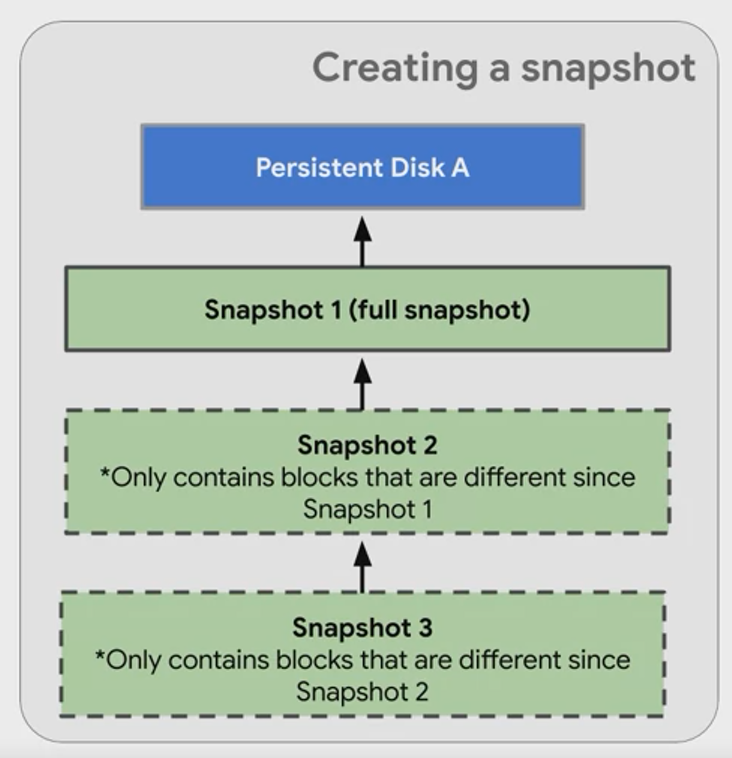 Creating a snapshot
Persistent Disk A
Snapshot 1 (full snapshot)
Snapshot 2
*Only contains blocks that are different since
Snapshot 1
Snapshot 3
*Only contains blocks that are different since
Snapshot 2